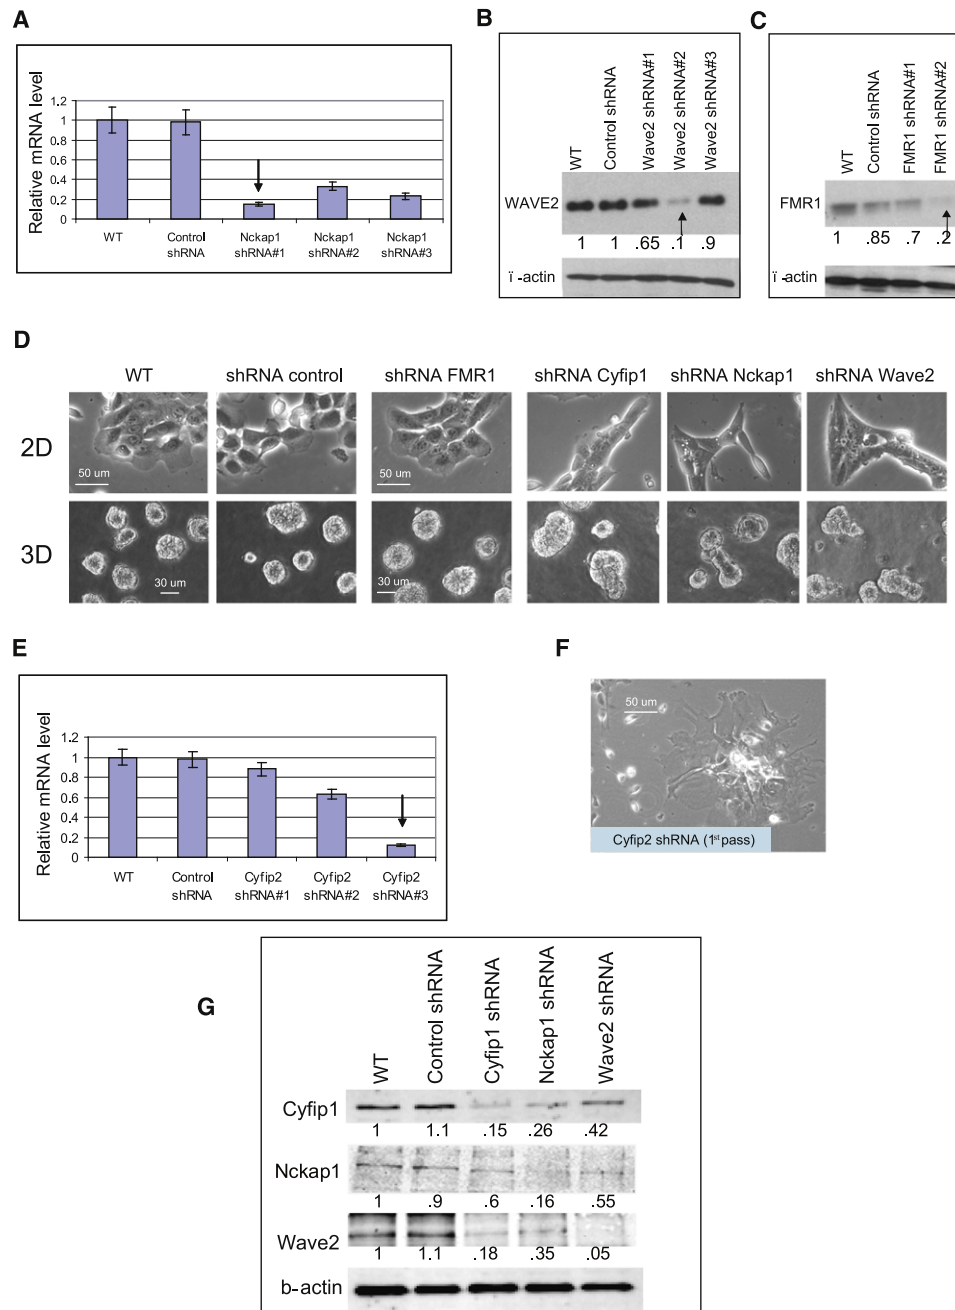 A
Relative mRNA level
1.2
1
0.8
0.6
0.4
0.2
0
WT
Control shRNA
Nckap1 shRNA#1
Nckap1 shRNA#2
Nckap1 shRNA#3
B
WT
Control shRNA
Wave2 shRNA#1
Wave2 shRNA#2
Wave2 shRNA#3
WAVE2
1 1 .65 .1 .9
ï-actin
C
WT
Control shRNA
FMR1 shRNA#1
FMR1 shRNA#2
FMR1
1 .85 .7 .2
ï-actin
D
WT shRNA control shRNA FMR1 shRNA Cyfip1 shRNA Nckap1 shRNA Wave2
2D
50 um
50 um
3D
30 um
30 um
E
Relative mRNA level
1.2
1
0.8
0.6
0.4
0.2
0
WT
Control shRNA
Cyfip2 shRNA#1
Cyfip2 shRNA#2
Cyfip2 shRNA#3
F
50 um
Cyfip2 shRNA (1st pass)
G
WT
Control shRNA
Cyfip1 shRNA
Nckap1 shRNA
Wave2 shRNA
Cyfip1
1 1.1 .15 .26 .42
Nckap1
1 .9 .6 .16 .55
Wave2
1 1.1 .18 .35 .05
b-actin